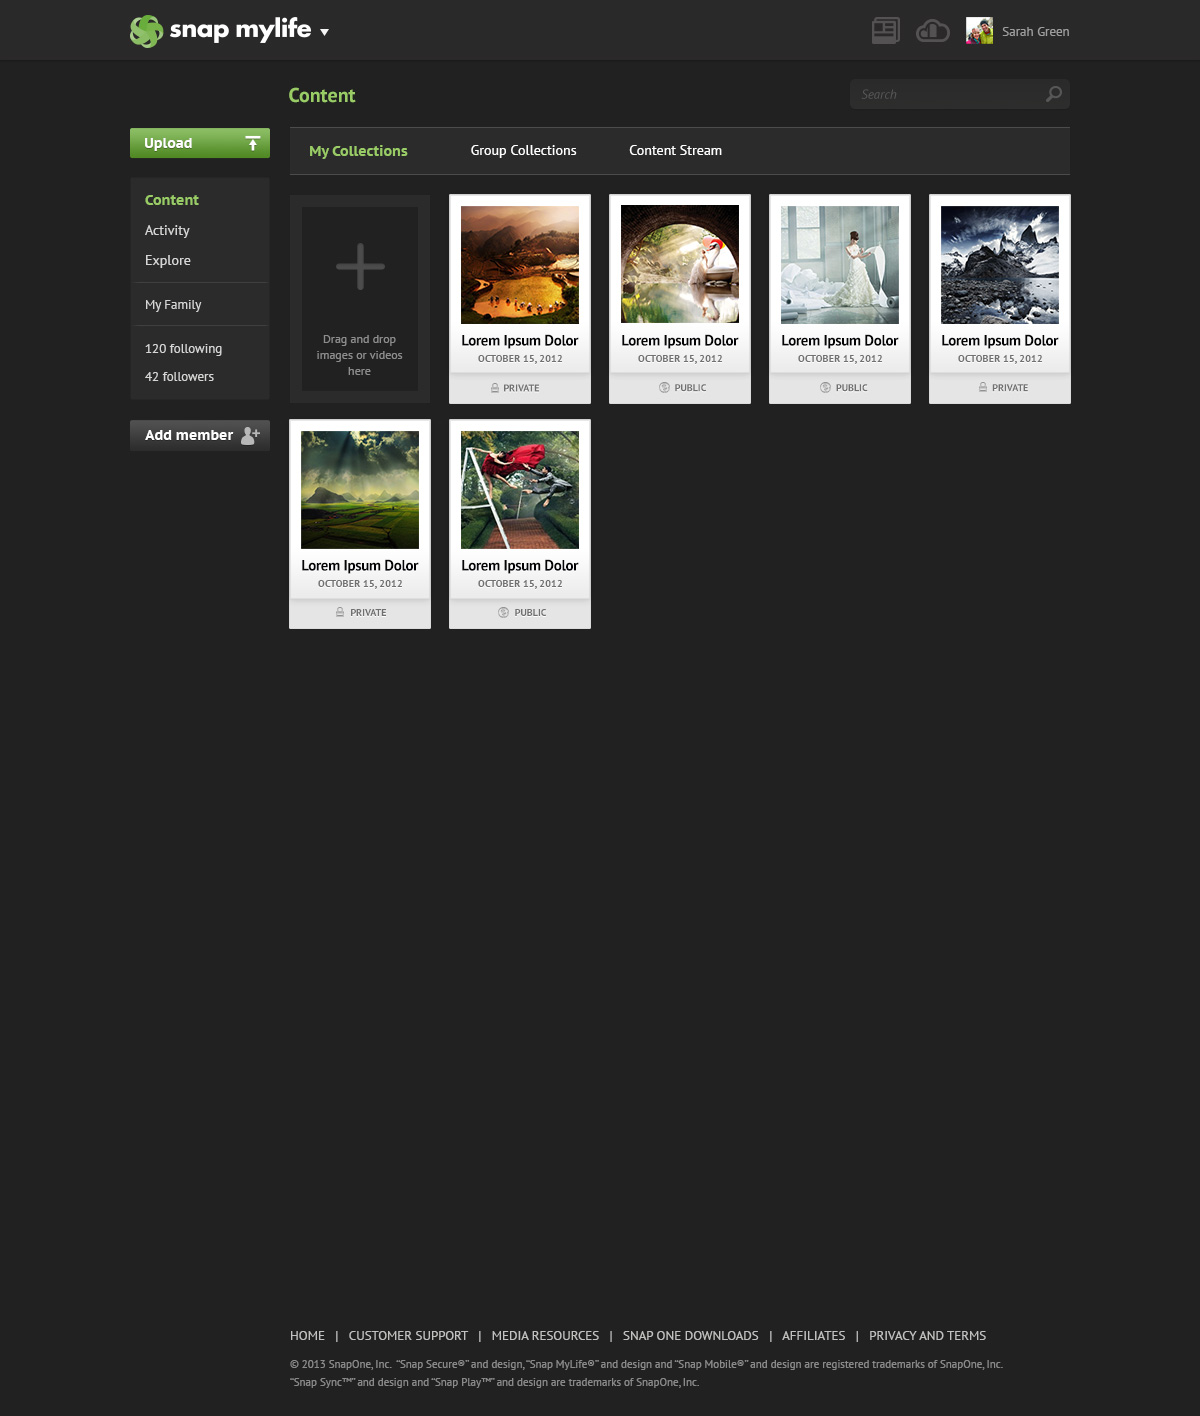 snap mylife
Sarah Green
Content
Search
Upload
My Collections
Group Collections
Content Stream
Content
Activity
Explore
My Family
120 following
42 followers
Add member
Drag and drop
images or videos
here
Lorem Ipsum Dolor
OCTOBER 15, 2012
PRIVATE
Lorem Ipsum Dolor
OCTOBER 15, 2012
PUBLIC
Lorem Ipsum Dolor
OCTOBER 15, 2012
PUBLIC
Lorem Ipsum Dolor
OCTOBER 15, 2012
PRIVATE
Lorem Ipsum Dolor
OCTOBER 15, 2012
PRIVATE
Lorem Ipsum Dolor
OCTOBER 15, 2012
PUBLIC
HOME | CUSTOMER SUPPORT | MEDIA RESOURCES | SNAP ONE DOWNLOADS | AFFILIATES | PRIVACY AND TERMS
© 2013 SnapOne, Inc. “Snap Secure®” and design, “Snap MyLife®” and design and “Snap Mobile®” and design are registered trademarks of SnapOne, Inc.
“Snap Sync™” and design and “Snap Play™” and design are trademarks of SnapOne, Inc.